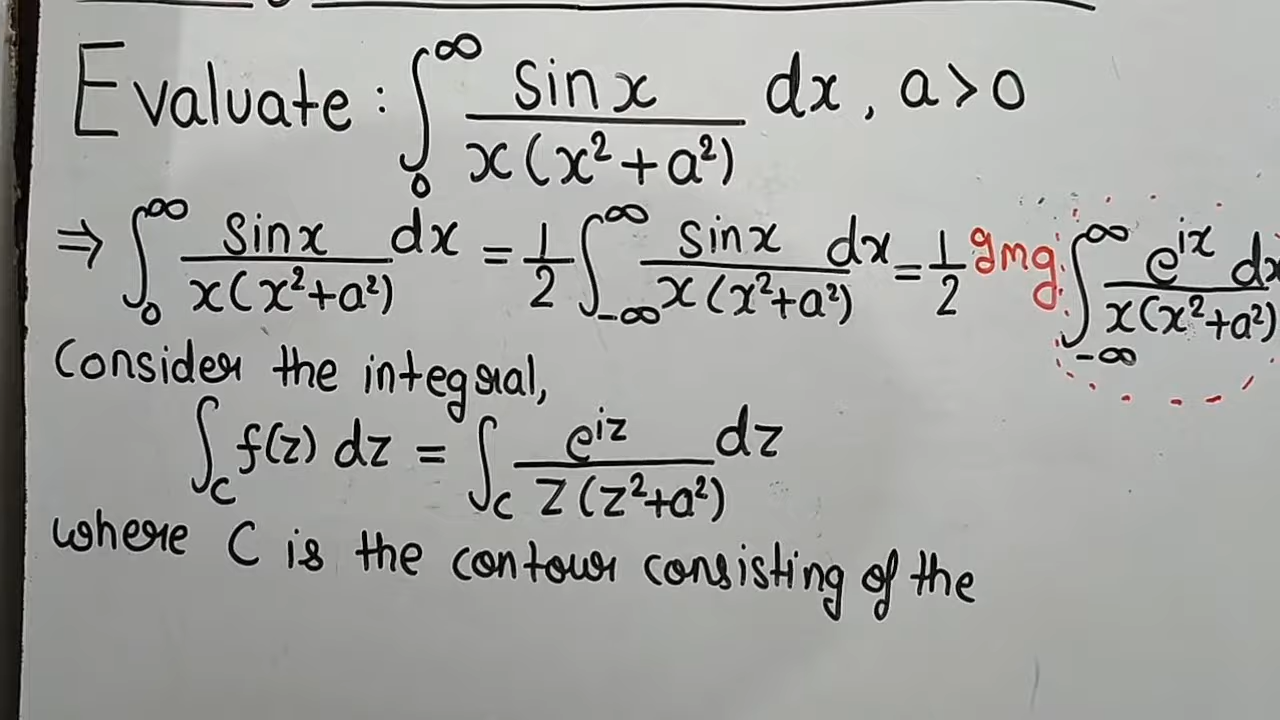 Evaluate : ∫₀^∞ sin x / x(x²+a²) dx, a>0
⇒ ∫₀^∞ sin x / x(x²+a²) dx = 1/2 ∫_{-∞}^∞ sin x / x(x²+a²) dx = 1/2 Img. ∫_{-∞}^∞ e^{ix} dx / x(x²+a²)
Consider the integral,
∫_C f(z) dz = ∫_C e^{iz} / z(z²+a²) dz
where C is the contour consisting of the